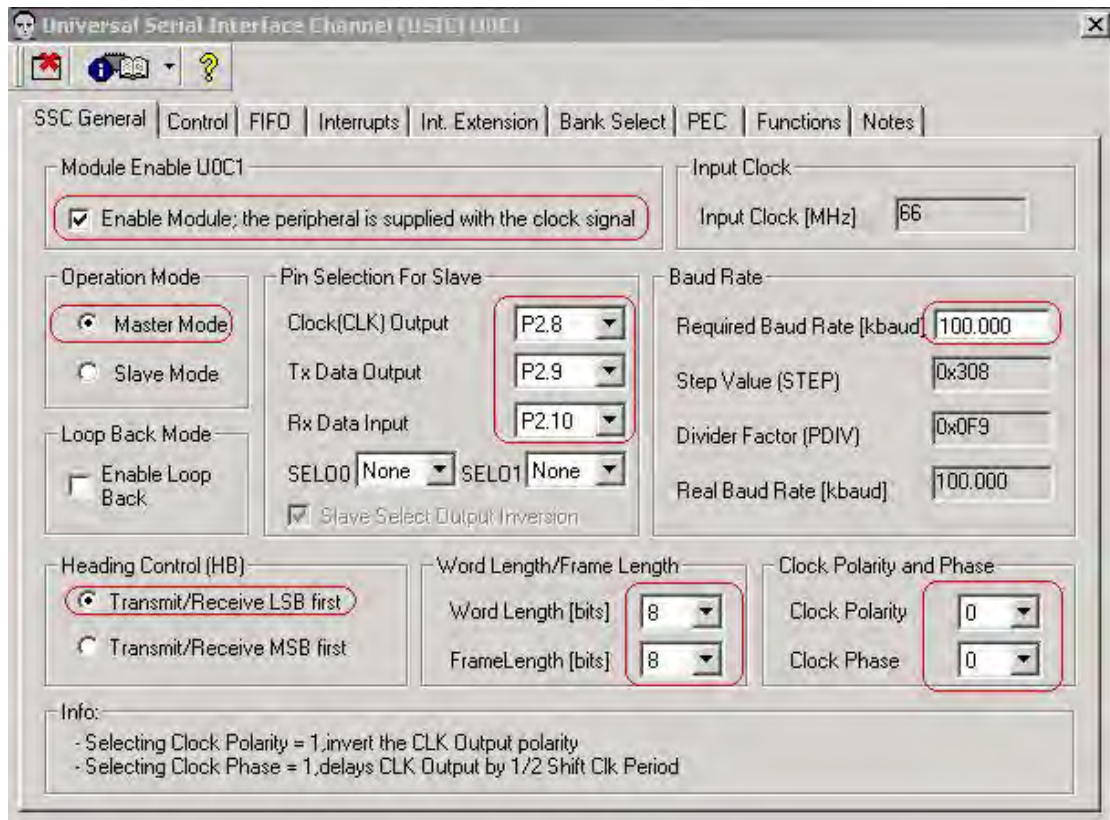 Universal Serial Interface Channel (USIC) U0C1
SSC General Control FIFO Interrupts Int. Extension Bank Select PEC Functions Notes
Module Enable U0C1
Enable Module; the peripheral is supplied with the clock signal
Input Clock
Input Clock [MHz] 66
Operation Mode
Master Mode
Slave Mode
Loop Back Mode
Enable Loop
Back
Pin Selection For Slave
Clock(CLK) Output P2.8
Tx Data Output P2.9
Rx Data Input P2.10
SELO0 None SELO1 None
Slave Select Output Inversion
Baud Rate
Required Baud Rate [kbaud] 100.000
Step Value (STEP) 0x308
Divider Factor (PDIV) 0x0F9
Real Baud Rate [kbaud] 100.000
Heading Control (HB)
Transmit/Receive LSB first
Transmit/Receive MSB first
Word Length/Frame Length
Word Length [bits] 8
FrameLength [bits] 8
Clock Polarity and Phase
Clock Polarity 0
Clock Phase 0
Info:
- Selecting Clock Polarity = 1,invert the CLK Output polarity
- Selecting Clock Phase = 1,delays CLK Output by 1/2 Shift Clk Period